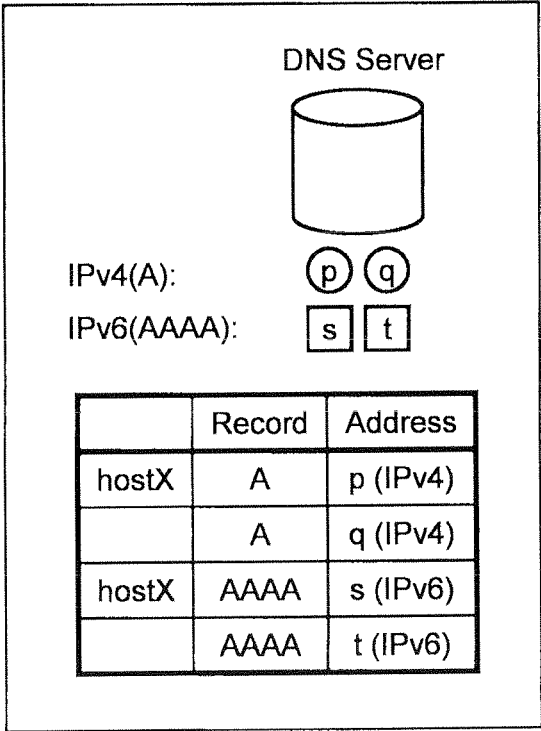 DNS Server
IPv4(A): p q
IPv6(AAAA): s t
Record Address
hostX A p (IPv4)
A q (IPv4)
hostX AAAA s (IPv6)
AAAA t (IPv6)